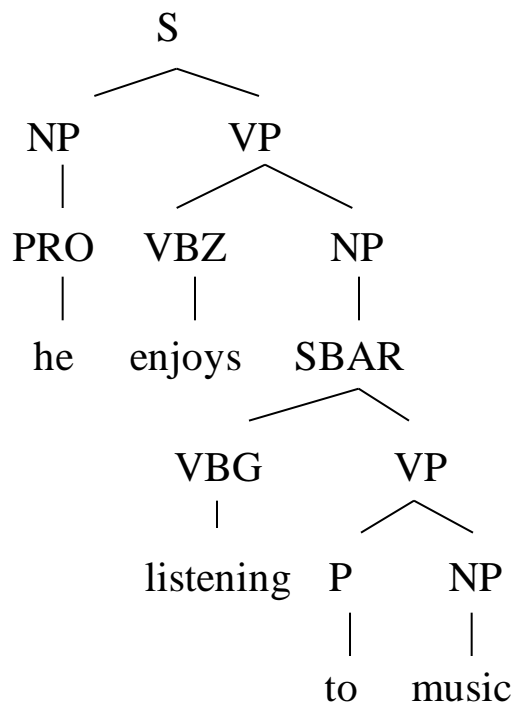 S
NP VP
PRO VBZ NP
he enjoys SBAR
VBG VP
listening P NP
to music